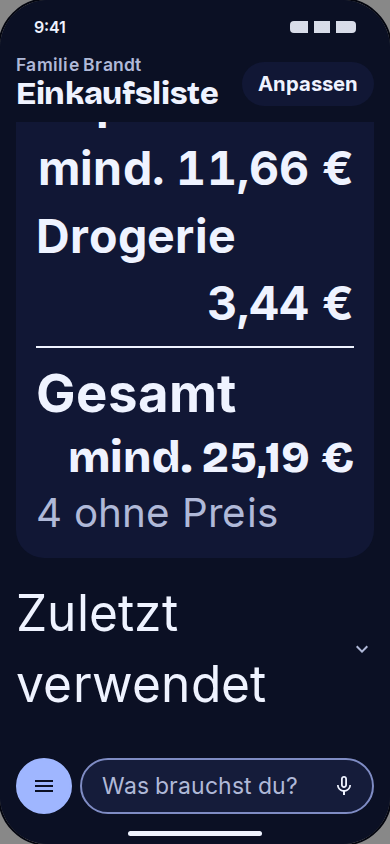 9:41
Familie Brandt
Einkaufsliste
Anpassen
mind. 11,66 €
Drogerie
3,44 €
Gesamt
mind. 25,19 €
4 ohne Preis
Zuletzt
verwendet
Was brauchst du?